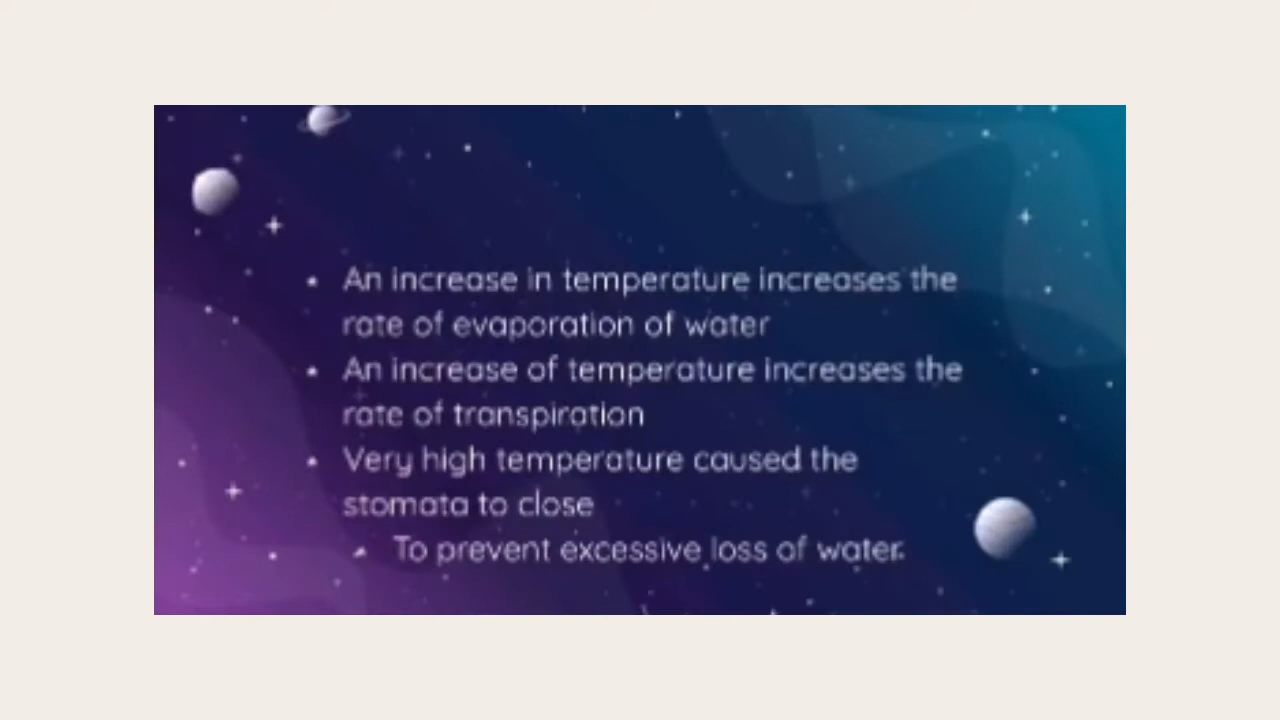 • An increase in temperature increases the
rate of evaporation of water
• An increase of temperature increases the
rate of transpiration
• Very high temperature caused the
stomata to close
• To prevent excessive loss of water.